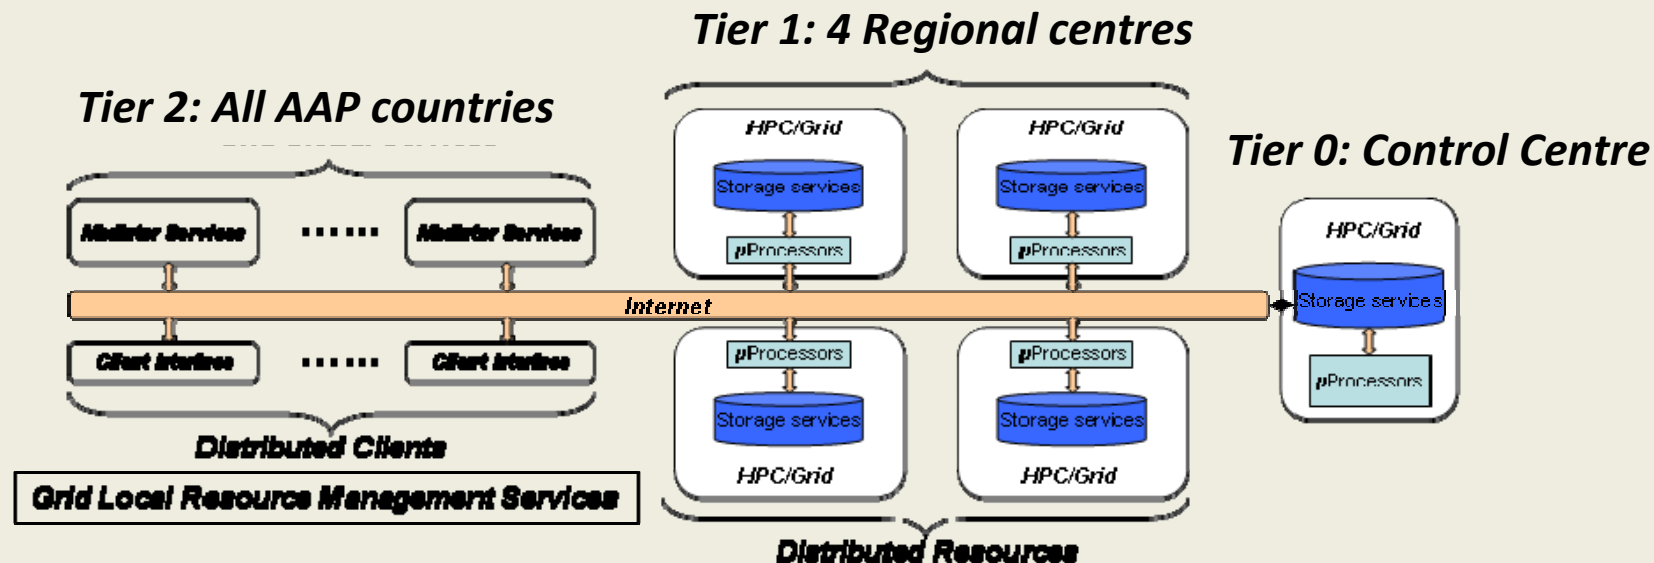 Tier 1: 4 Regional centres
Tier 2: All AAP countries
Tier 0: Control Centre
HPC/Grid
Storage services
µProcessors
HPC/Grid
Storage services
µProcessors
HPC/Grid
Storage services
µProcessors
Mediator Services
......
Mediator Services
Internet
Client Interface
......
Client Interface
µProcessors
Storage services
HPC/Grid
µProcessors
Storage services
HPC/Grid
Distributed Clients
Grid Local Resource Management Services
Distributed Resources